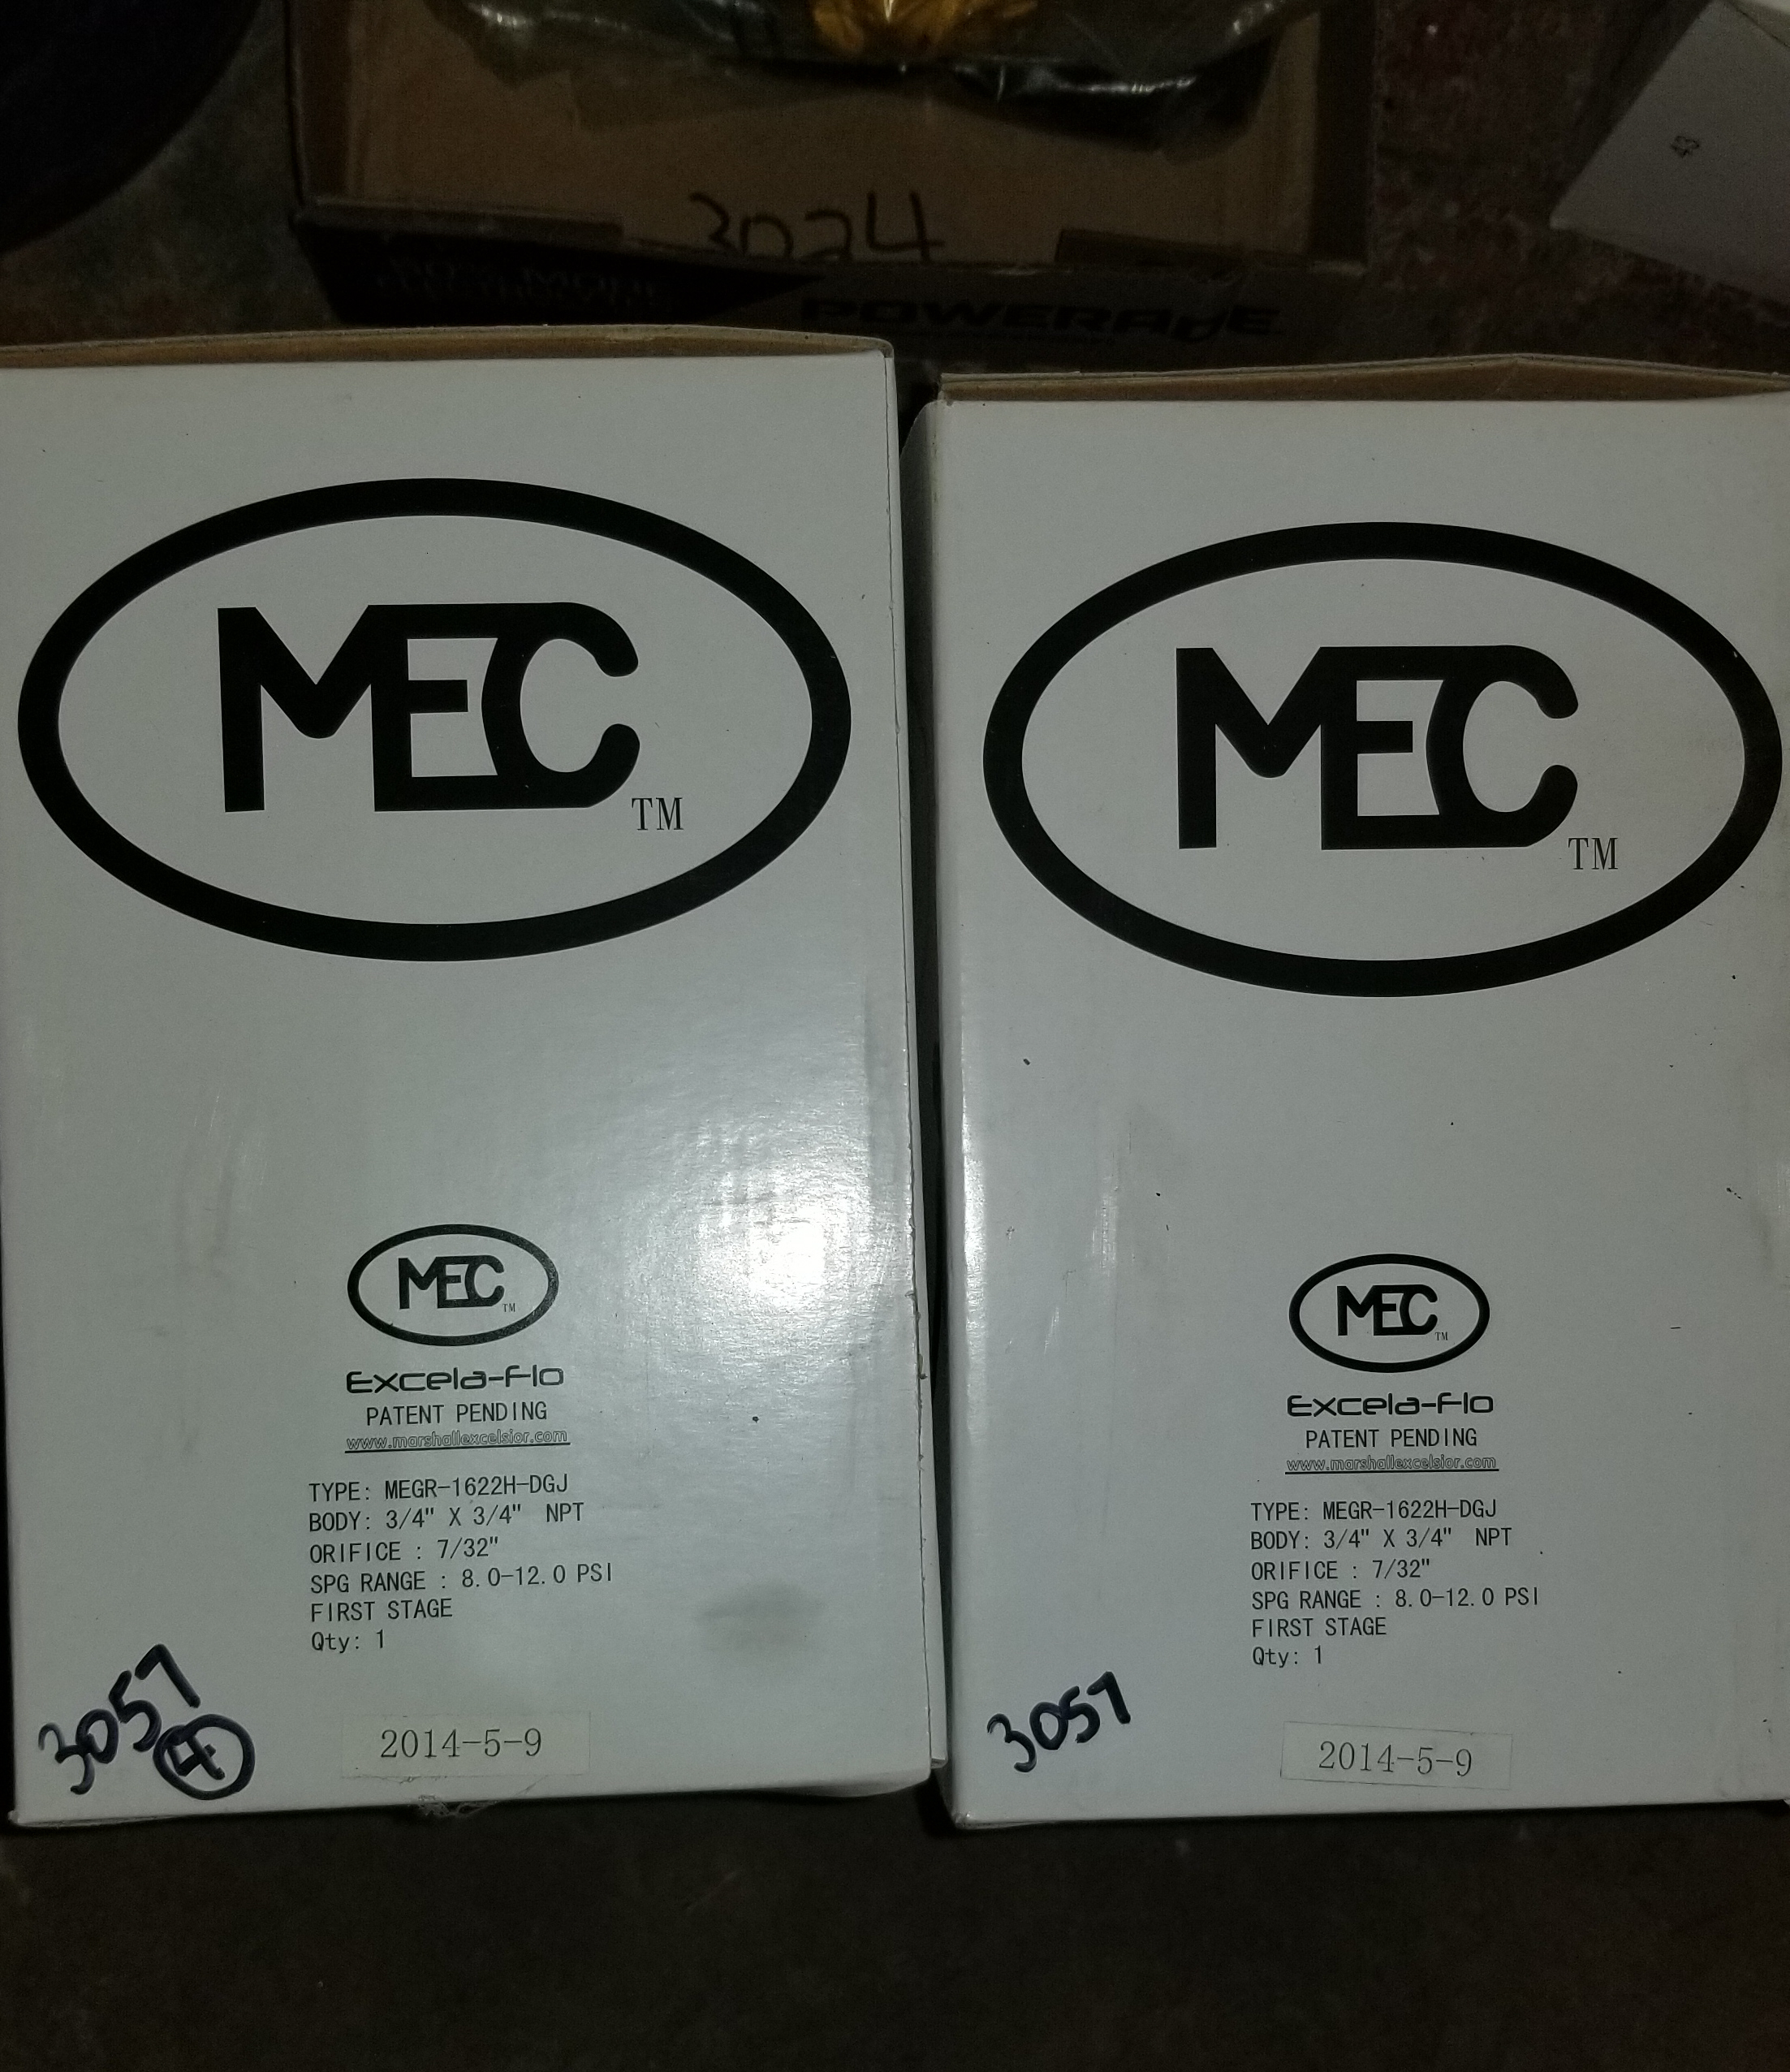 3024
POWERADE
MEC
TM
MEC
TM
Excela-Flo
PATENT PENDING
www.marshallexcelsior.com
TYPE: MEGR-1622H-DGJ
BODY: 3/4" X 3/4" NPT
ORIFICE : 7/32"
SPG RANGE : 8.0-12.0 PSI
FIRST STAGE
Qty: 1
3057
4
2014-5-9
MEC
TM
MEC
TM
Excela-Flo
PATENT PENDING
www.marshallexcelsior.com
TYPE: MEGR-1622H-DGJ
BODY: 3/4" X 3/4" NPT
ORIFICE : 7/32"
SPG RANGE : 8.0-12.0 PSI
FIRST STAGE
Qty: 1
3057
2014-5-9